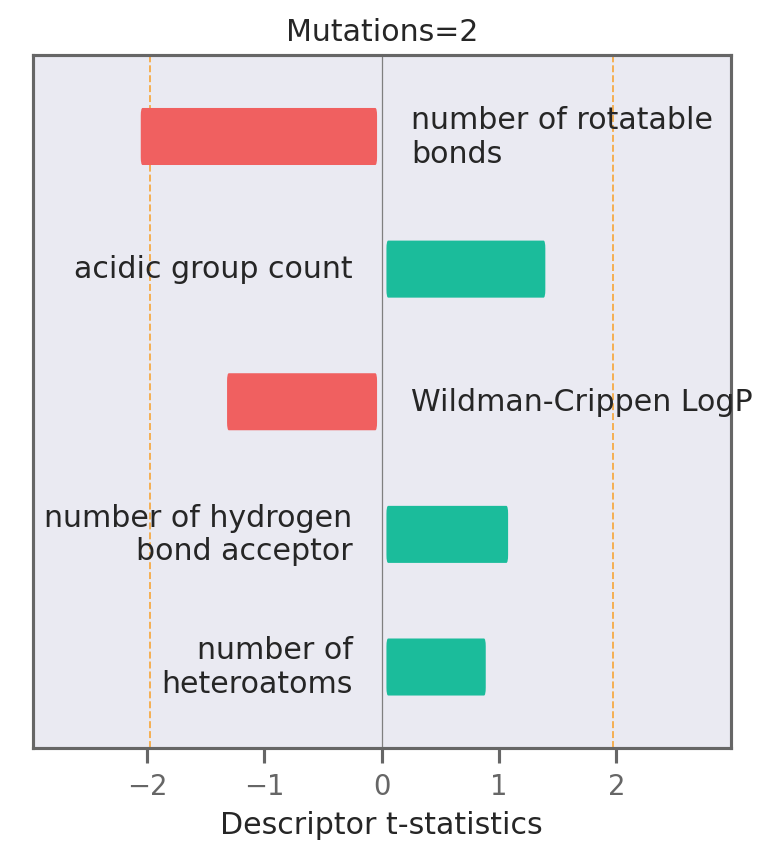 Mutations=2
number of rotatable
bonds
acidic group count
Wildman-Crippen LogP
number of hydrogen
bond acceptor
number of
heteroatoms
−2 −1 0 1 2
Descriptor t-statistics